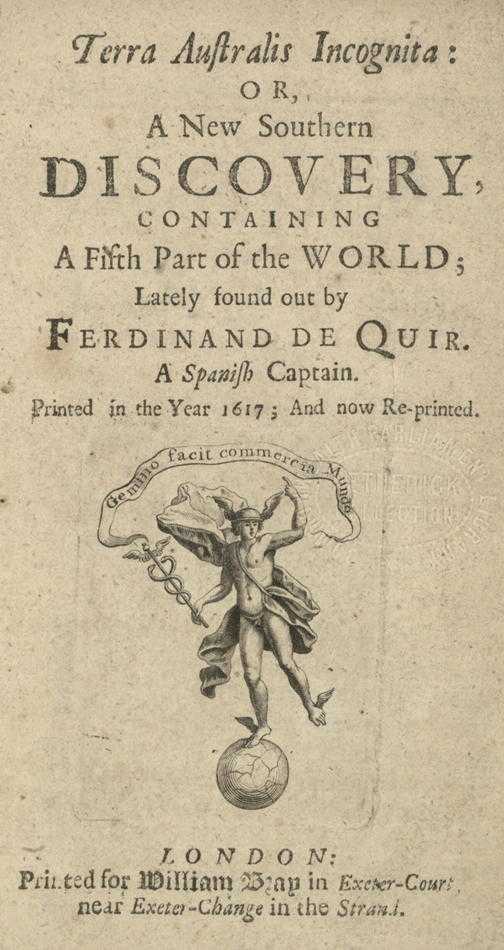 Terra Auſtralis Incognita:
OR,
A New Southern
DISCOVERY,
CONTAINING
A Fifth Part of the WORLD;
Lately found out by
FERDINAND DE QUIR.
A Spaniſh Captain.
Printed in the Year 1617; And now Re-printed.
Gemino facit commercia Mundo
LONDON:
Printed for William Bray in Exeter-Court,
near Exeter-Change in the Strand.